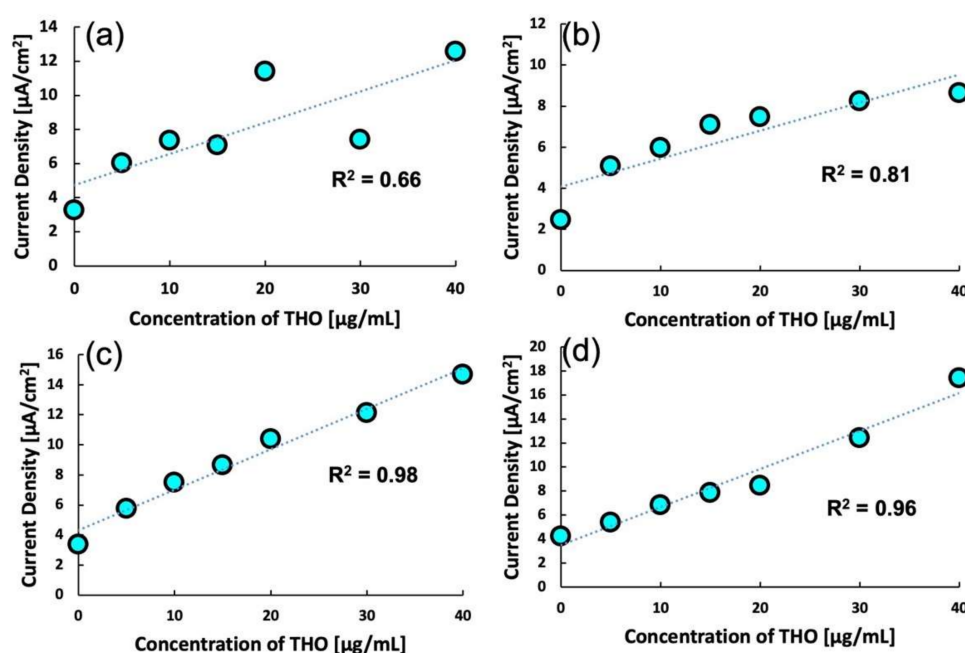 (a)
Current Density [µA/cm²]
14
12
10
8
6
4
2
0
R² = 0.66
0 10 20 30 40
Concentration of THO [µg/mL]
(b)
Current Density [µA/cm²]
12
10
8
6
4
2
0
R² = 0.81
0 10 20 30 40
Concentration of THO [µg/mL]
(c)
Current Density [µA/cm²]
16
14
12
10
8
6
4
2
0
R² = 0.98
0 10 20 30 40
Concentration of THO [µg/mL]
(d)
Current Density [µA/cm²]
20
18
16
14
12
10
8
6
4
2
0
R² = 0.96
0 10 20 30 40
Concentration of THO [µg/mL]